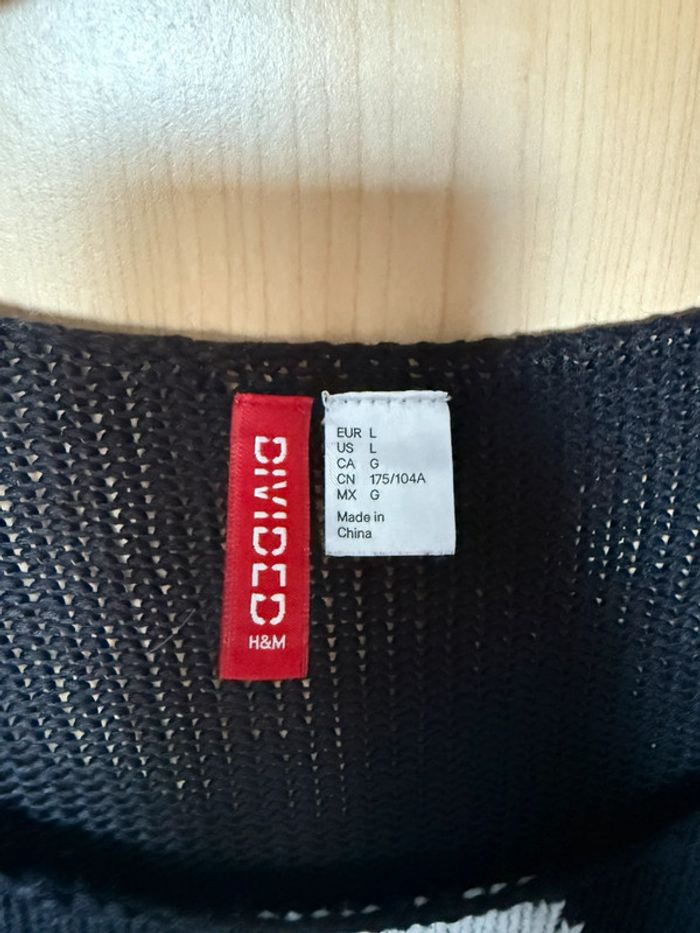 DIVIDED
H&M
EUR L
US L
CA G
CN 175/104A
MX G
Made in
China